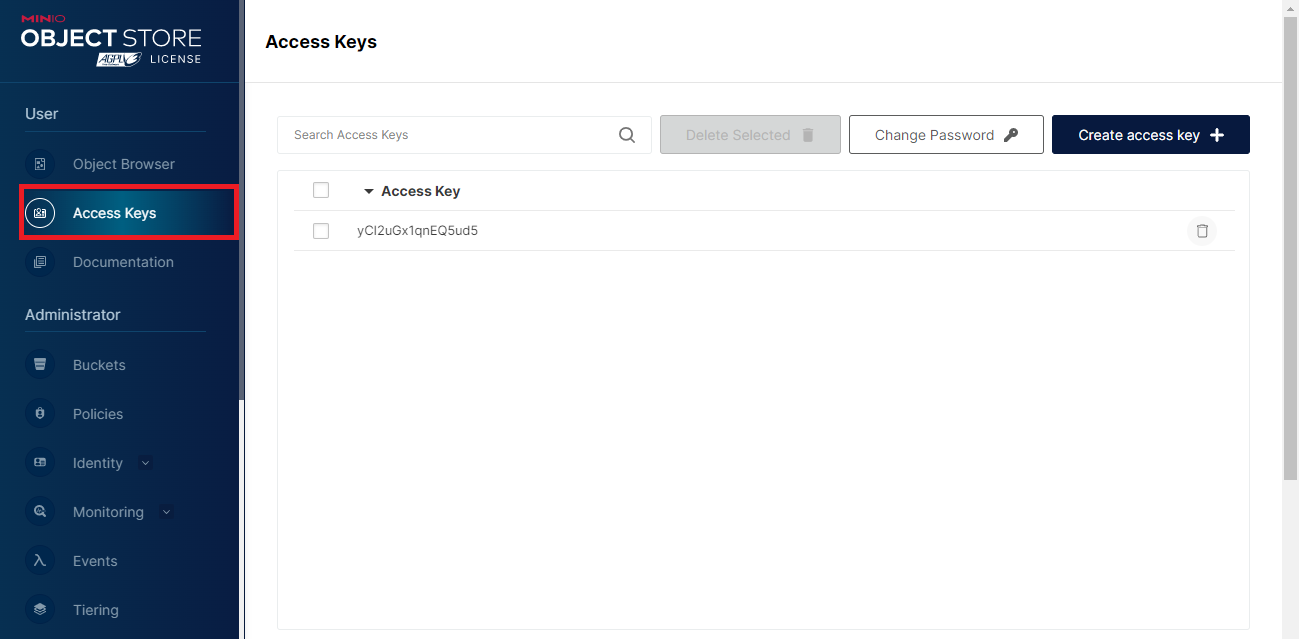 MINIO
OBJECT STORE
AGPLv3 LICENSE
User
Object Browser
Access Keys
Documentation
Administrator
Buckets
Policies
Identity
Monitoring
Events
Tiering
Access Keys
Search Access Keys
Delete Selected
Change Password
Create access key
Access Key
yCI2uGx1qnEQ5ud5